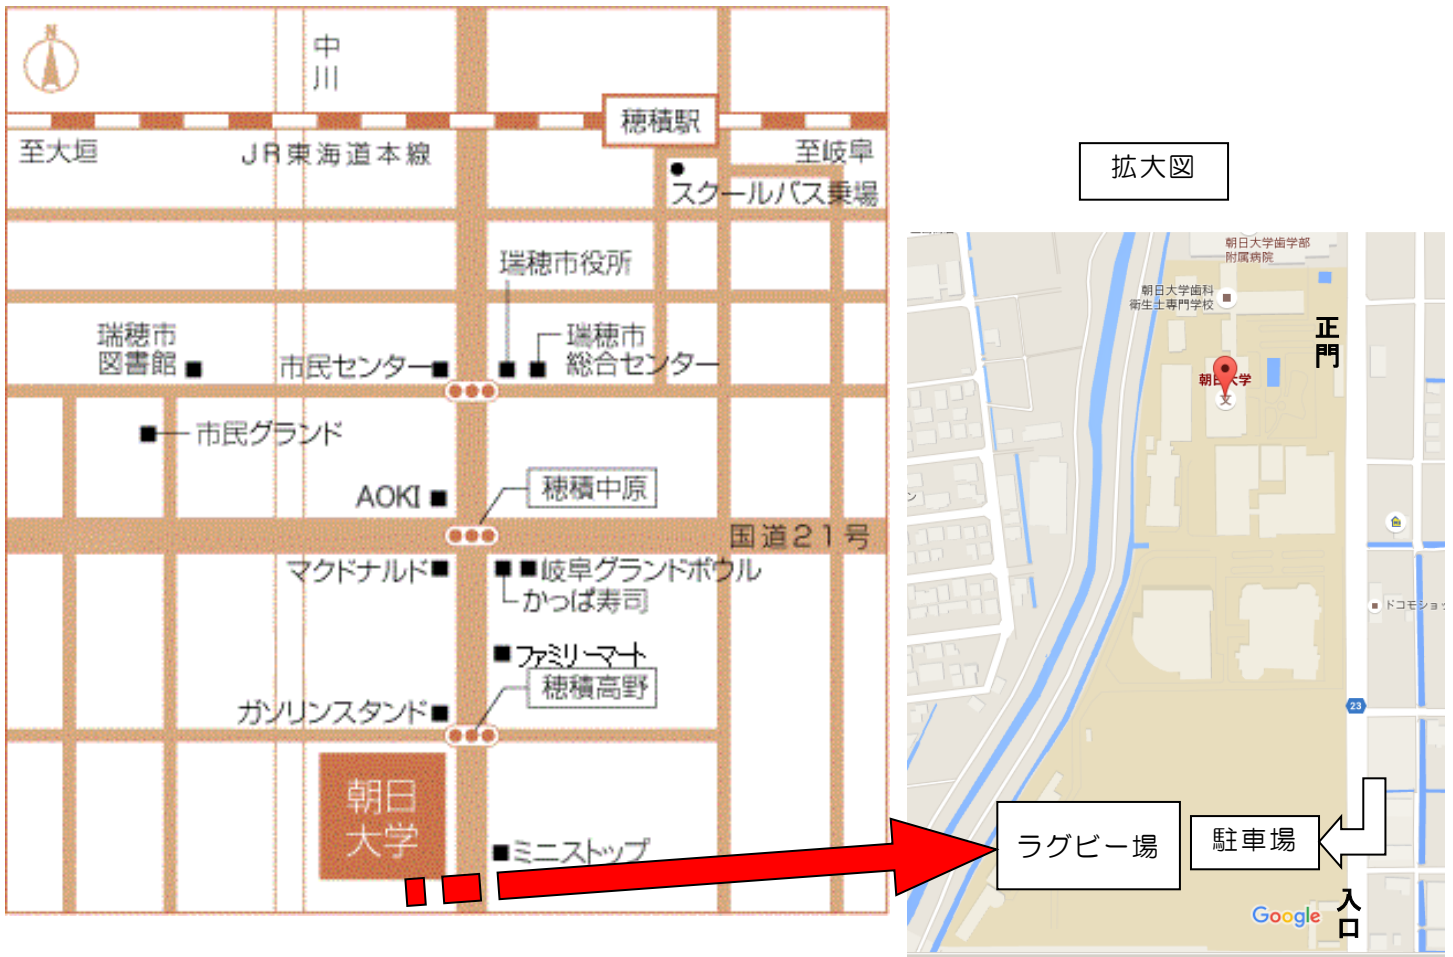 N
中
川
穂積駅
至大垣
JR東海道本線
至岐阜
スクールバス乗場
瑞穂市役所
瑞穂市
図書館
市民センター
瑞穂市
総合センター
市民グランド
AOKI
穂積中原
国道21号
マクドナルド
岐阜グランドボウル
かっぱ寿司
ファミリーマート
穂積高野
ガソリンスタンド
朝日
大学
ミニストップ
拡大図
朝日大学歯学部
附属病院
朝日大学歯科
衛生士専門学校
正
門
朝日大学
文
ン
ドコモショッ
23
ラグビー場
駐車場
入
口
Google